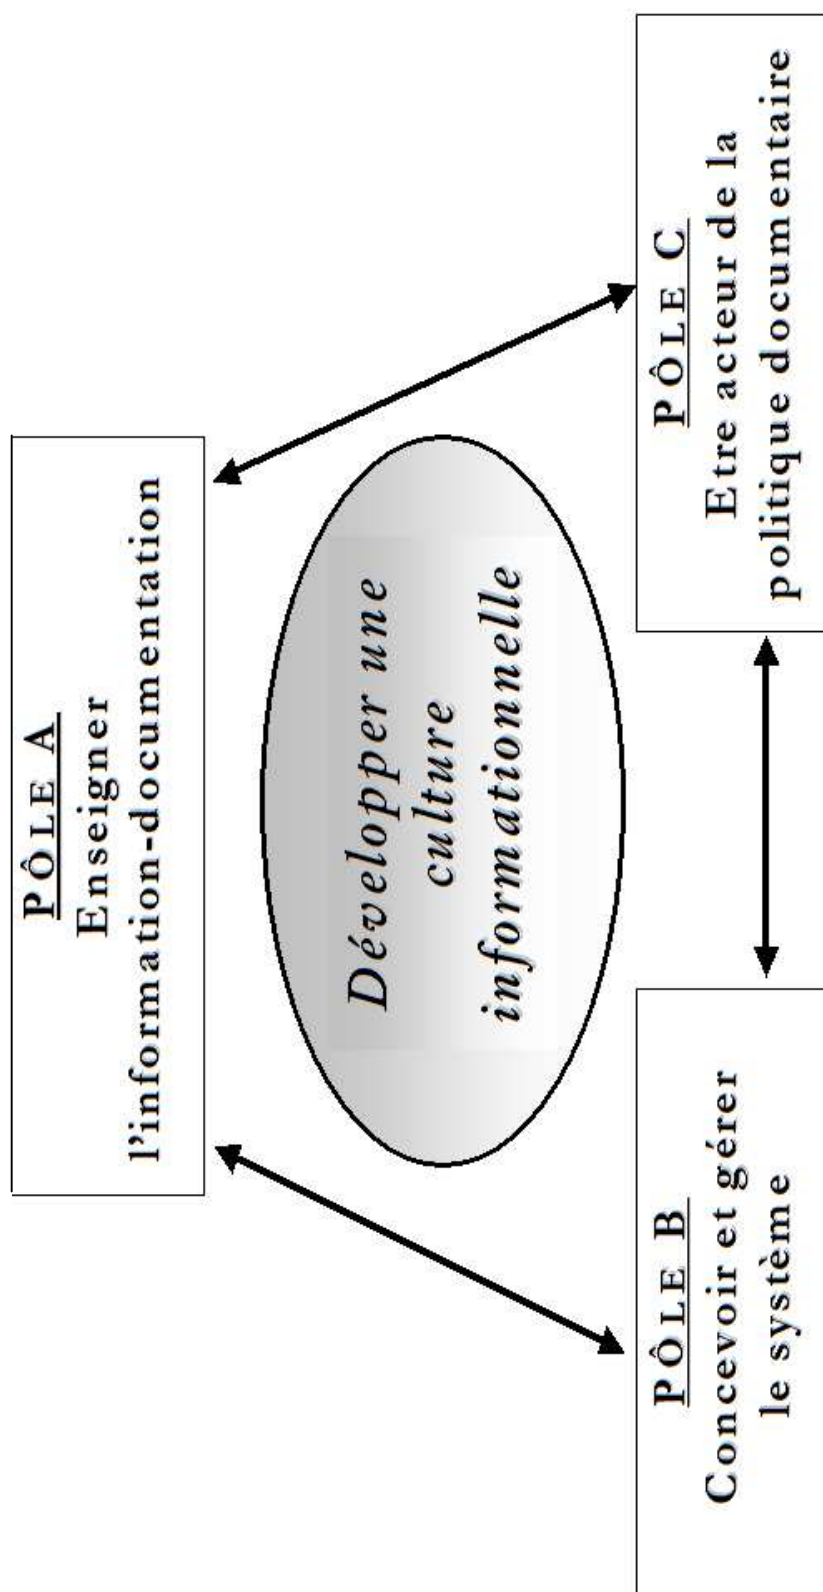 PÔLE A
Enseigner
l'information-documentation
Développer une
culture
informationnelle
PÔLE B
Concevoir et gérer
le système
PÔLE C
Etre acteur de la
politique documentaire